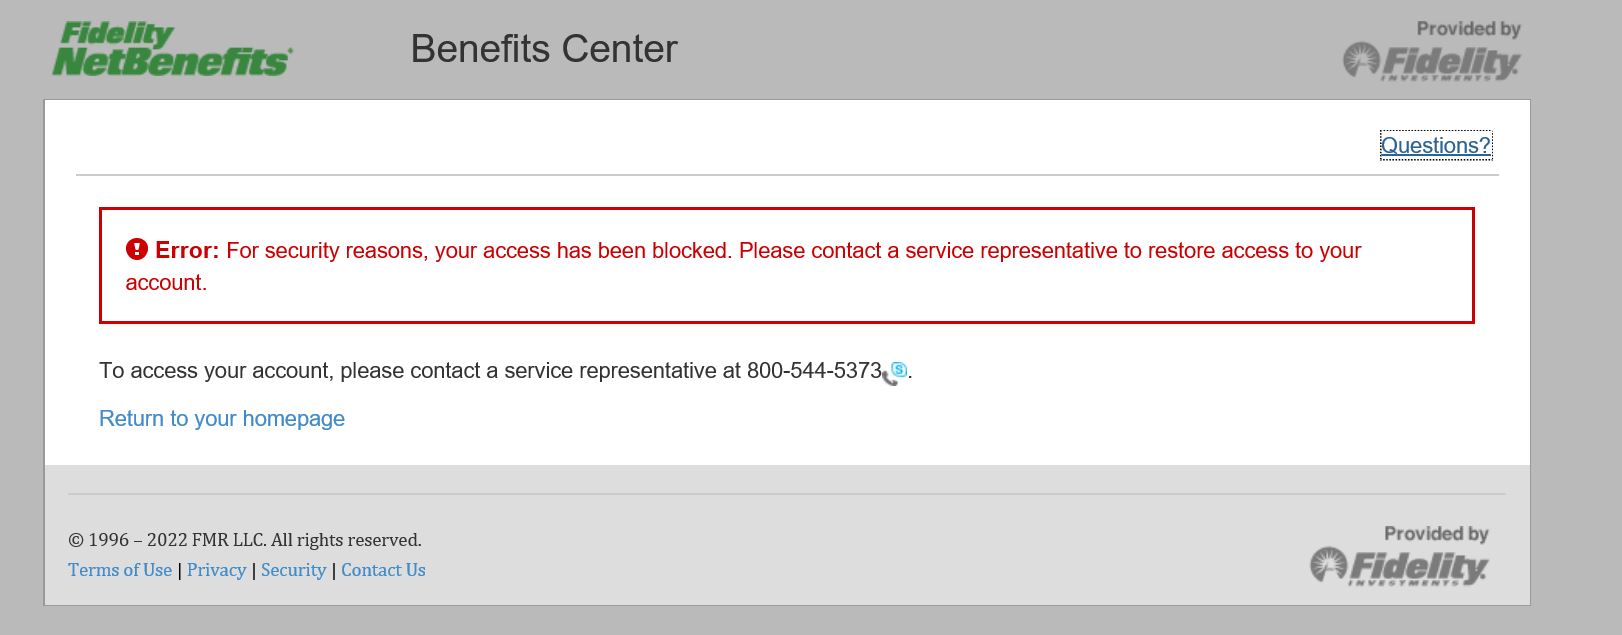 Fidelity
NetBenefits®
Benefits Center
Provided by
Fidelity
INVESTMENTS
Questions?
Error: For security reasons, your access has been blocked. Please contact a service representative to restore access to your
account.
To access your account, please contact a service representative at 800-544-5373.
Return to your homepage
© 1996 – 2022 FMR LLC. All rights reserved.
Terms of Use | Privacy | Security | Contact Us
Provided by
Fidelity
INVESTMENTS